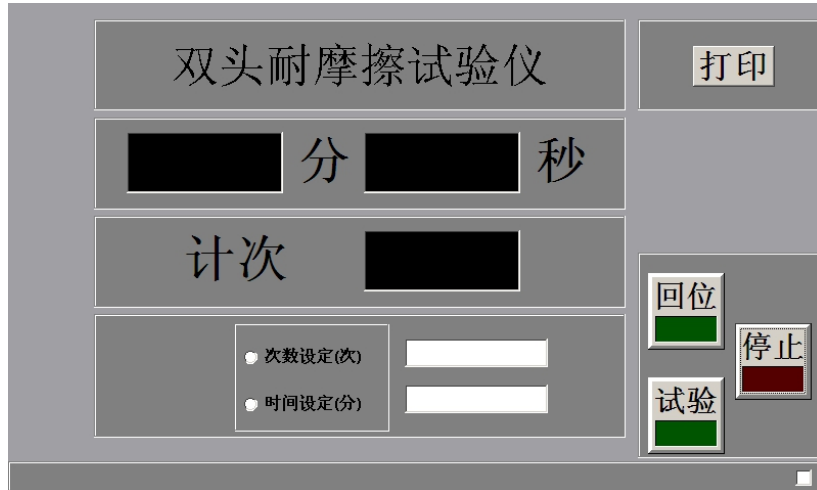 双头耐摩擦试验仪
打印
分 秒
计次
回位
停止
次数设定(次)
时间设定(分)
试验